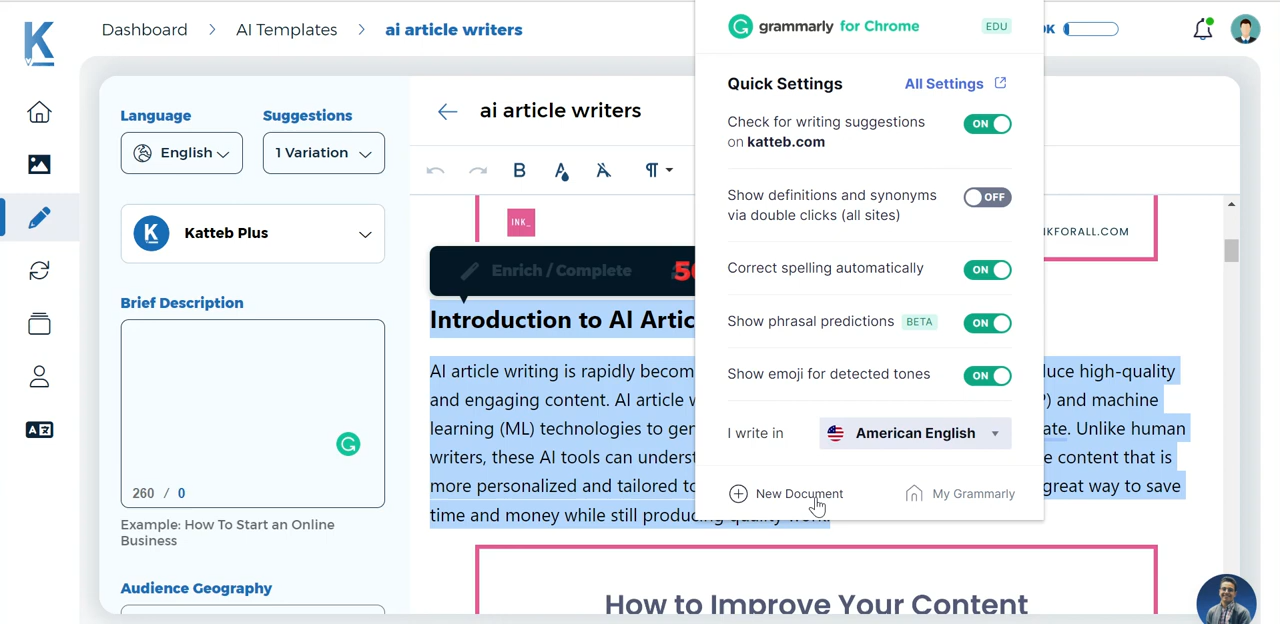 Dashboard > AI Templates > ai article writers
grammarly for Chrome EDU
K
Quick Settings All Settings
Check for writing suggestions
on katteb.com ON
Show definitions and synonyms
via double clicks (all sites) OFF
Correct spelling automatically ON
Show phrasal predictions BETA ON
Show emoji for detected tones ON
I write in American English
New Document My Grammarly
Language Suggestions
English 1 Variation
K Katteb Plus
Brief Description
260 / 0
Example: How To Start an Online
Business
Audience Geography
ai article writers
B A
INK_
NKFORALL.COM
Enrich / Complete 5
Introduction to AI Artic
AI article writing is rapidly becom uce high-quality
and engaging content. AI article w P) and machine
learning (ML) technologies to gen ate. Unlike human
writers, these AI tools can underst e content that is
more personalized and tailored to great way to save
time and money while still producing quality work.
How to Improve Your Content